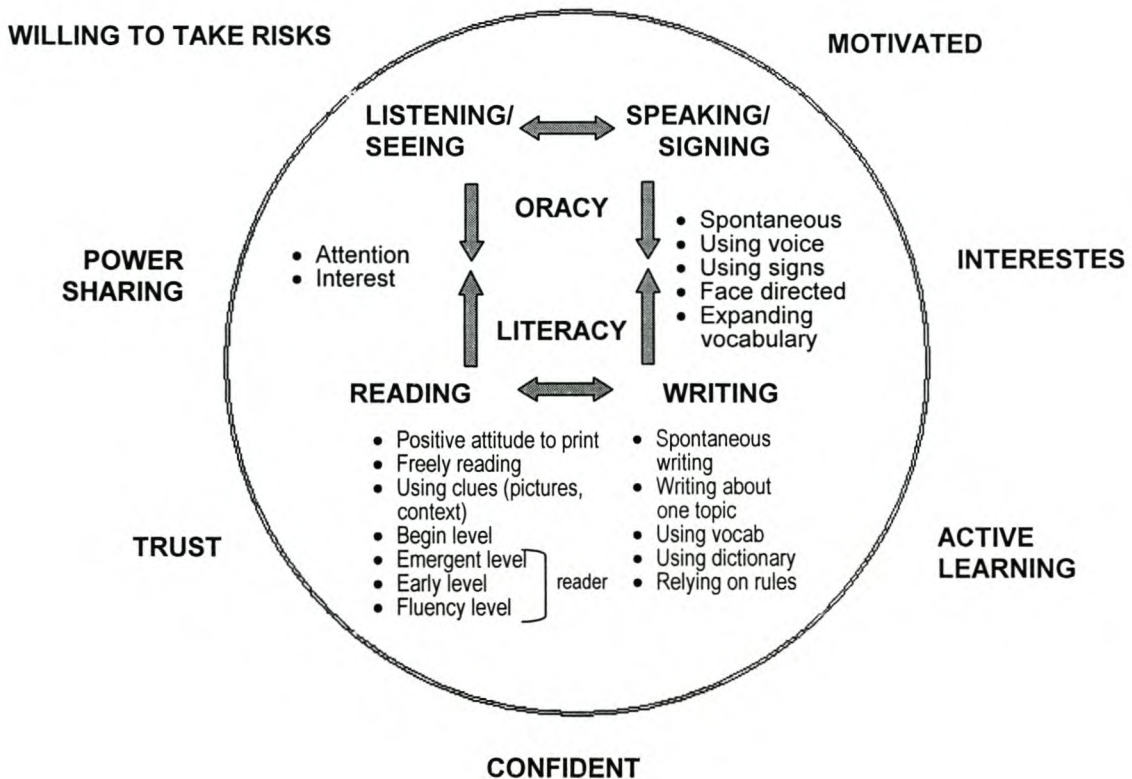 WILLING TO TAKE RISKS
MOTIVATED
LISTENING/
SEEING
SPEAKING/
SIGNING
ORACY
• Attention
• Interest
• Spontaneous
• Using voice
• Using signs
• Face directed
• Expanding
vocabulary
POWER
SHARING
INTERESTES
LITERACY
READING
WRITING
• Positive attitude to print
• Freely reading
• Using clues (pictures,
context)
• Begin level
• Emergent level
• Early level
• Fluency level
reader
• Spontaneous
writing
• Writing about
one topic
• Using vocab
• Using dictionary
• Relying on rules
TRUST
ACTIVE
LEARNING
CONFIDENT